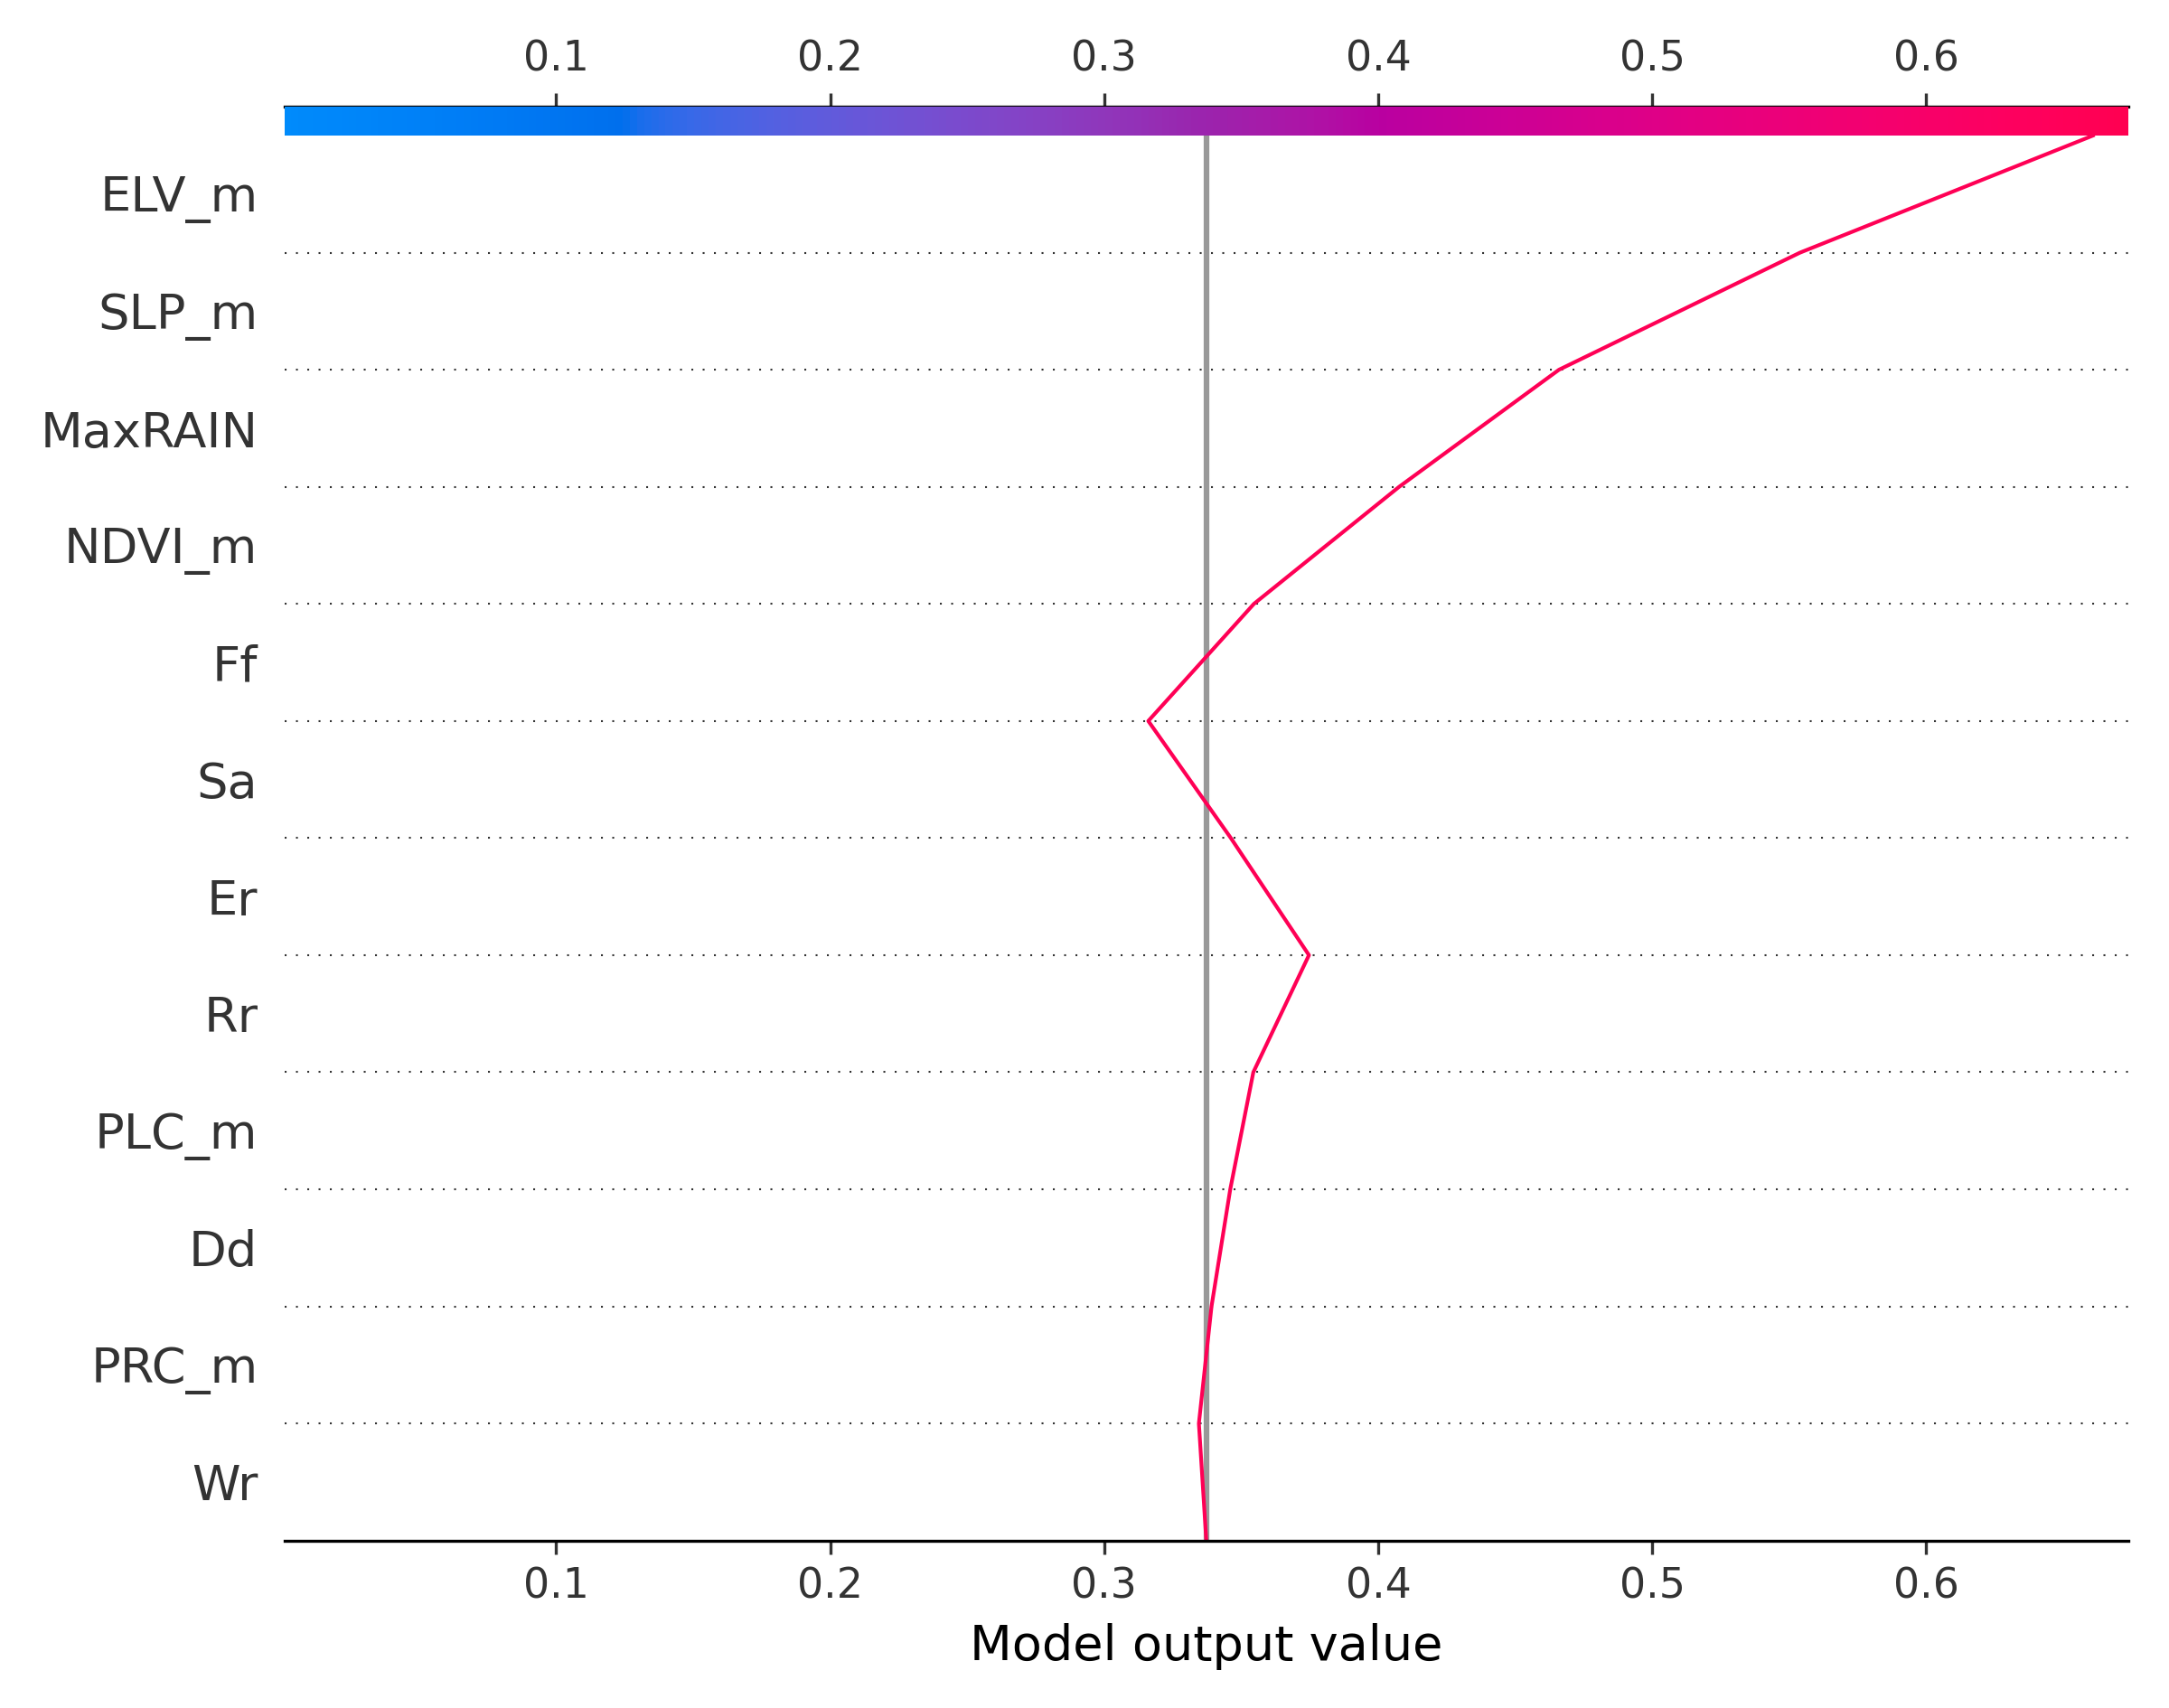 0.1 0.2 0.3 0.4 0.5 0.6
ELV_m
SLP_m
MaxRAIN
NDVI_m
Ff
Sa
Er
Rr
PLC_m
Dd
PRC_m
Wr
0.1 0.2 0.3 0.4 0.5 0.6
Model output value